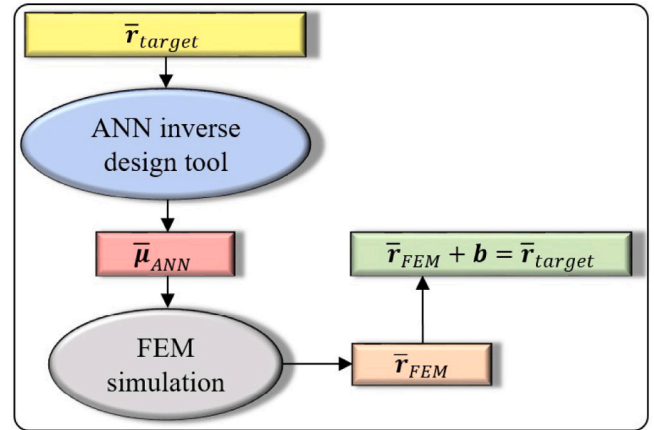 r̅_target
ANN inverse
design tool
μ̅_ANN
r̅_FEM + b = r̅_target
FEM
simulation
r̅_FEM